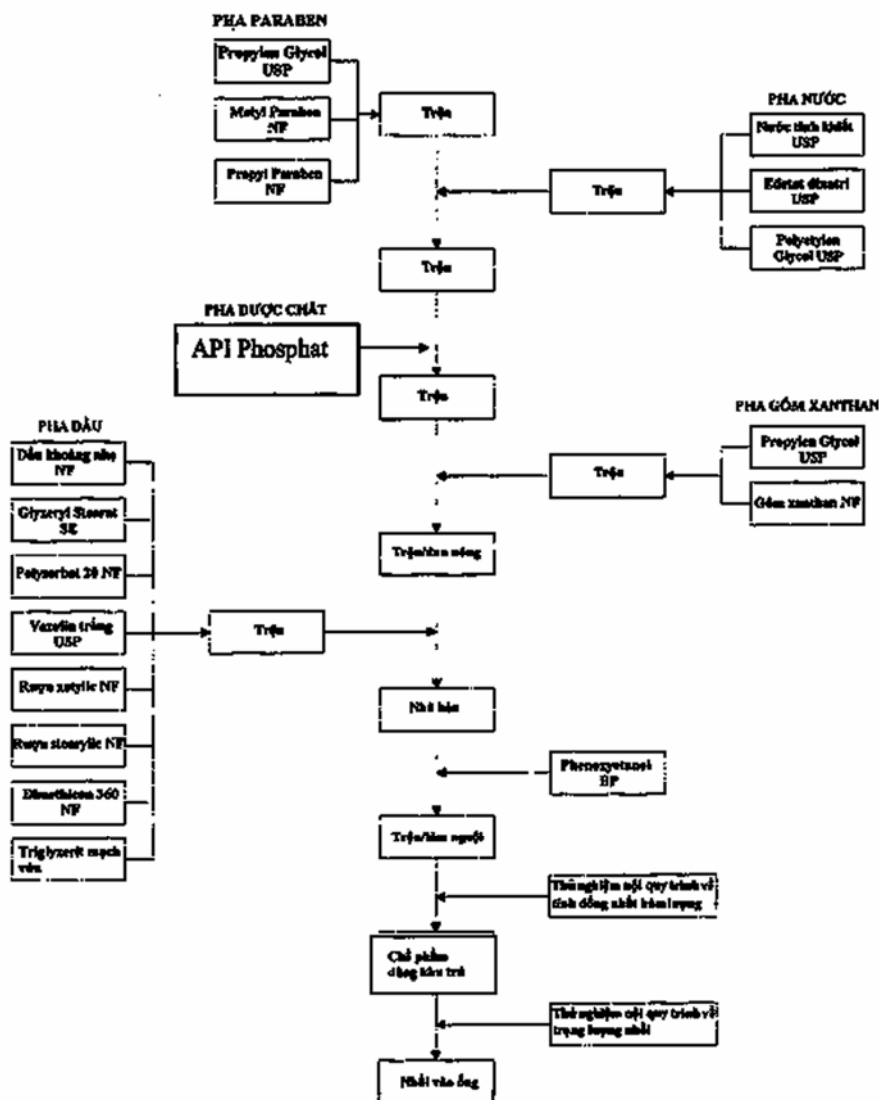 PHA PARABEN
Propylen Glycol
USP
Metyl Paraben
NF
Propyl Paraben
NF
Trộn
PHA NƯỚC
Nước tinh khiết
USP
Edetat dinatri
USP
Polyetylen
Glycol USP
Trộn
Trộn
PHA DƯỢC CHẤT
API Phosphat
Trộn
PHA GÔM XANTHAN
Propylen Glycol
USP
Gôm xanthan NF
Trộn
Trộn/đun nóng
PHA DẦU
Dầu khoáng nhẹ
NF
Glyzeryl Stearat
SE
Polysorbat 20 NF
Vazelin trắng
USP
Rượu xetylic NF
Rượu stearylic NF
Dimethicon 360
NF
Triglyzerit mạch
vừa
Trộn
Nhũ hóa
Phenoxyetanol
BP
Trộn/làm nguội
Thử nghiệm nội quy trình về
tính đồng nhất hàm lượng
Chế phẩm
dùng lưu trữ
Thử nghiệm nội quy trình về
trọng lượng nhồi
Nhồi vào ống